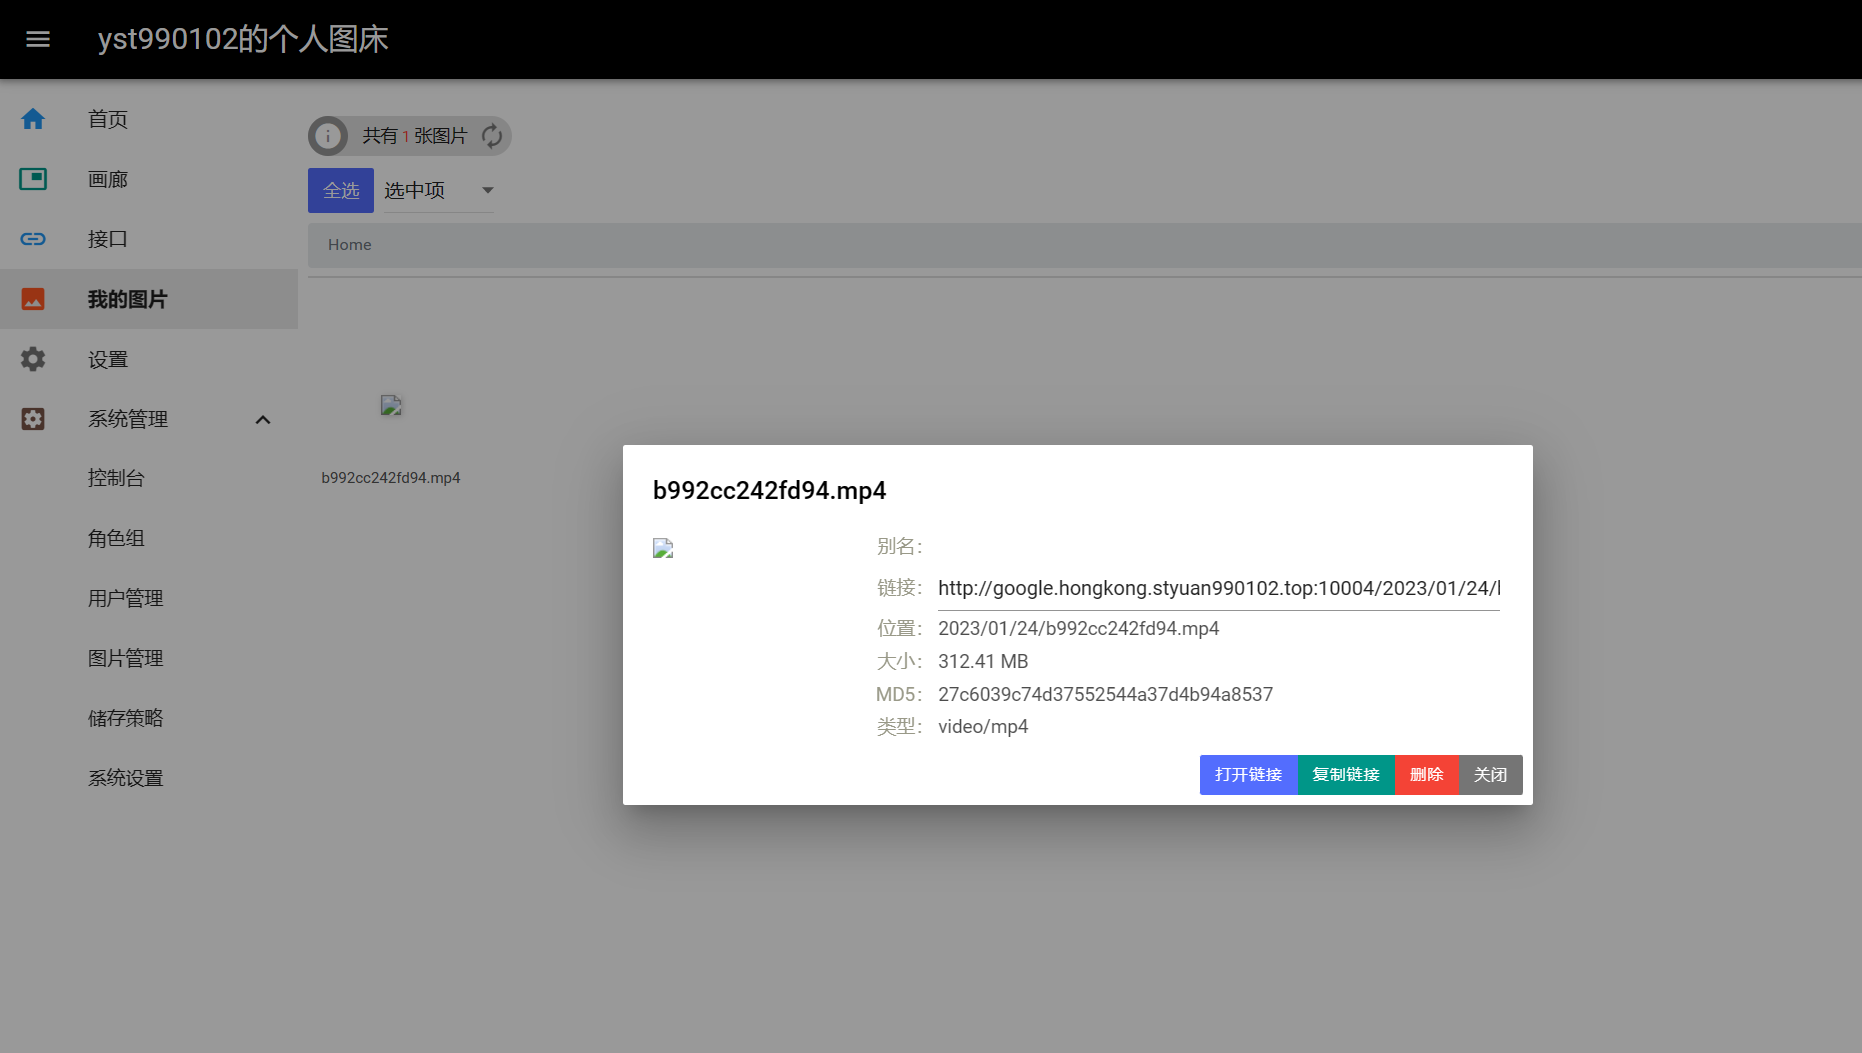 yst990102的个人图床
首页
画廊
接口
我的图片
设置
系统管理
控制台
角色组
用户管理
图片管理
储存策略
系统设置
共有 1 张图片
全选 选中项
Home
b992cc242fd94.mp4
b992cc242fd94.mp4
别名：
链接： http://google.hongkong.styuan990102.top:10004/2023/01/24/
位置： 2023/01/24/b992cc242fd94.mp4
大小： 312.41 MB
MD5： 27c6039c74d37552544a37d4b94a8537
类型： video/mp4
打开链接 复制链接 删除 关闭